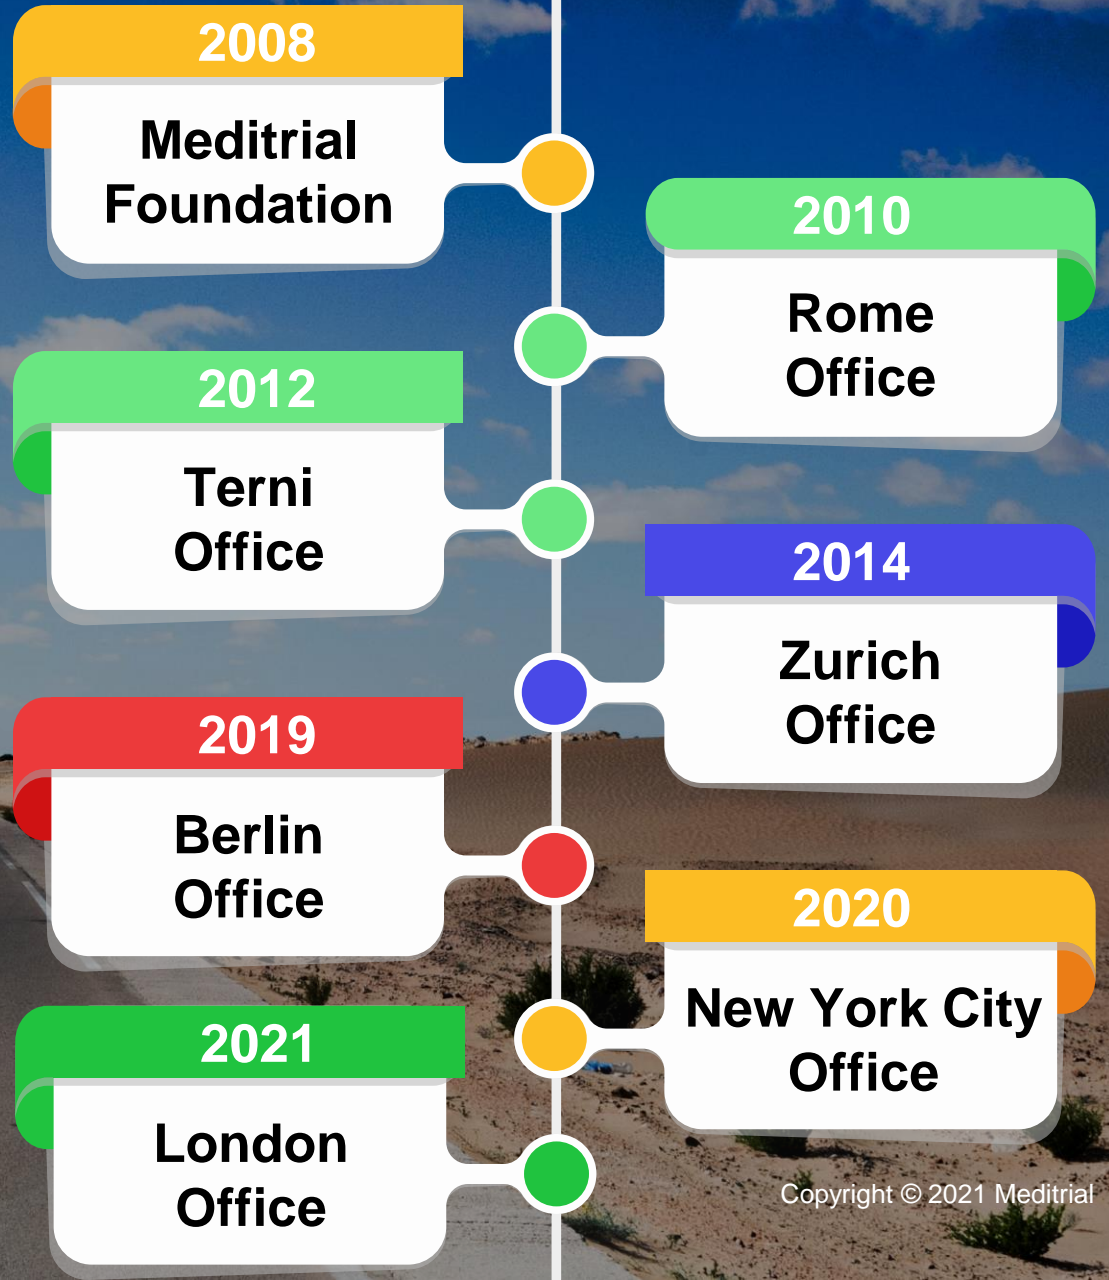 2008
Meditrial
Foundation
2010
Rome
Office
2012
Terni
Office
2014
Zurich
Office
2019
Berlin
Office
2020
New York City
Office
2021
London
Office
Copyright © 2021 Meditrial